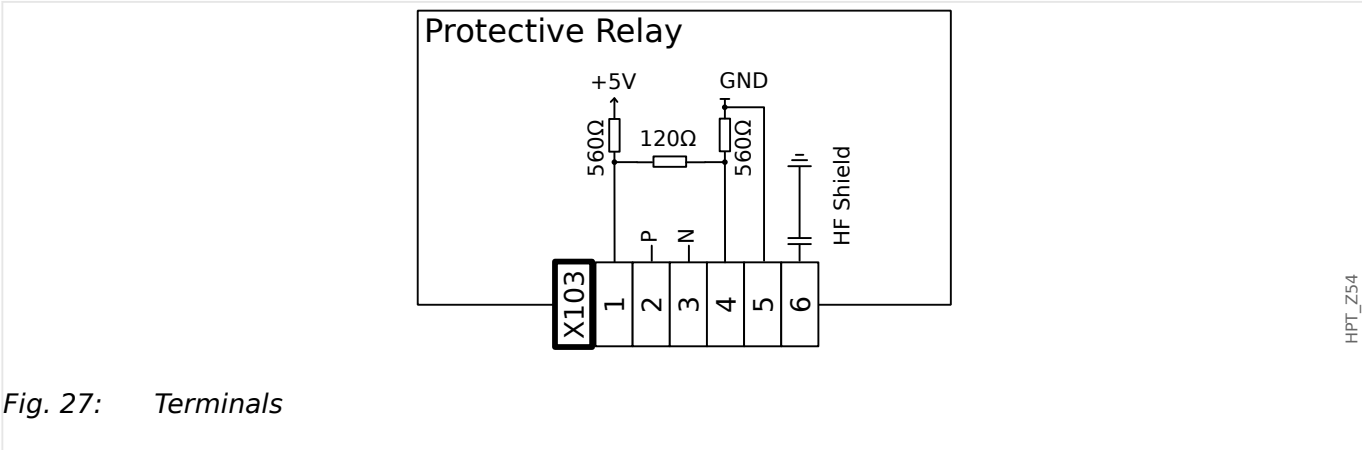 Protective Relay
+5V
GND
560Ω
120Ω
560Ω
HF Shield
P
N
X103
1
2
3
4
5
6
HPT_Z54
Fig. 27: Terminals